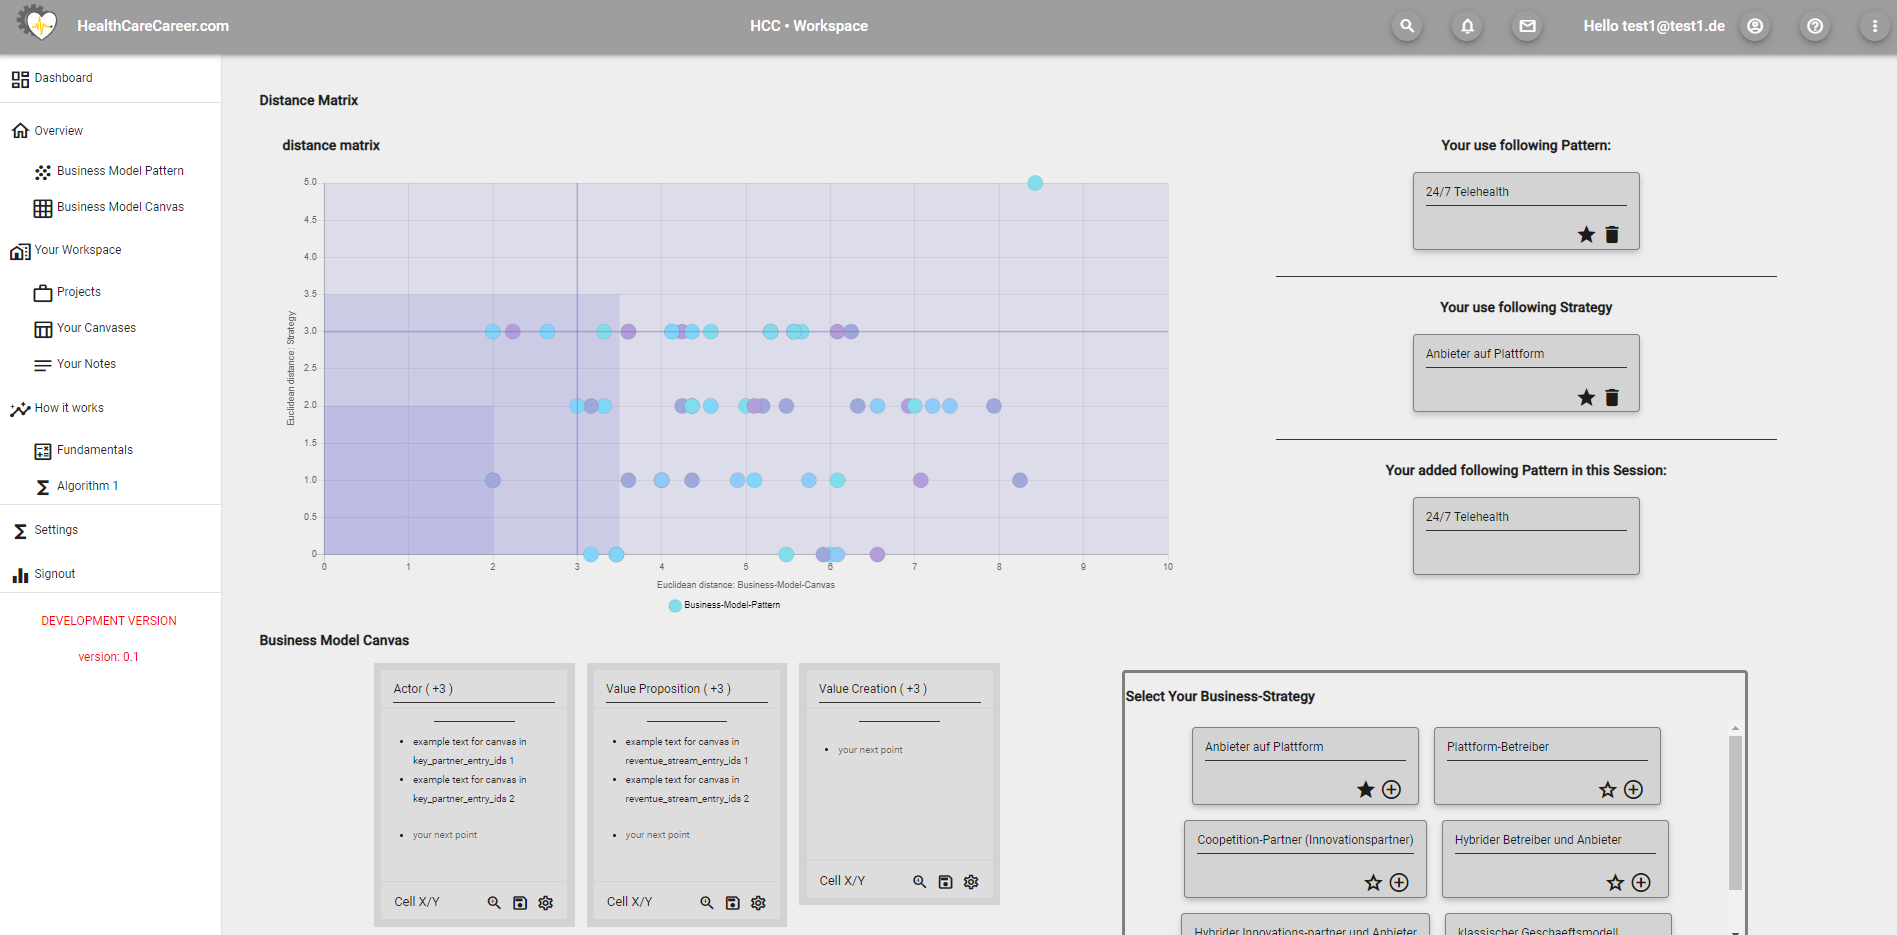 HealthCareCareer.com
HCC • Workspace
Hello test1@test1.de
Dashboard
Overview
Business Model Pattern
Business Model Canvas
Your Workspace
Projects
Your Canvases
Your Notes
How it works
Fundamentals
Algorithm 1
Settings
Signout
DEVELOPMENT VERSION
version: 0.1
Distance Matrix
distance matrix
5.0
4.5
4.0
3.5
3.0
2.5
2.0
1.5
1.0
0.5
0
Euclidean distance: Strategy
0 1 2 3 4 5 6 7 8 9 10
Euclidean distance: Business-Model-Canvas
Business-Model-Pattern
Your use following Pattern:
24/7 Telehealth
Your use following Strategy
Anbieter auf Plattform
Your added following Pattern in this Session:
24/7 Telehealth
Business Model Canvas
Actor ( +3 )
example text for canvas in
key_partner_entry_ids 1
example text for canvas in
key_partner_entry_ids 2
your next point
Cell X/Y
Value Proposition ( +3 )
example text for canvas in
reventue_stream_entry_ids 1
example text for canvas in
reventue_stream_entry_ids 2
your next point
Cell X/Y
Value Creation ( +3 )
your next point
Cell X/Y
Select Your Business-Strategy
Anbieter auf Plattform
Plattform-Betreiber
Coopetition-Partner (Innovationspartner)
Hybrider Betreiber und Anbieter
Hybrider Innovations-partner und Anbieter
klassischer Geschaeftsmodell